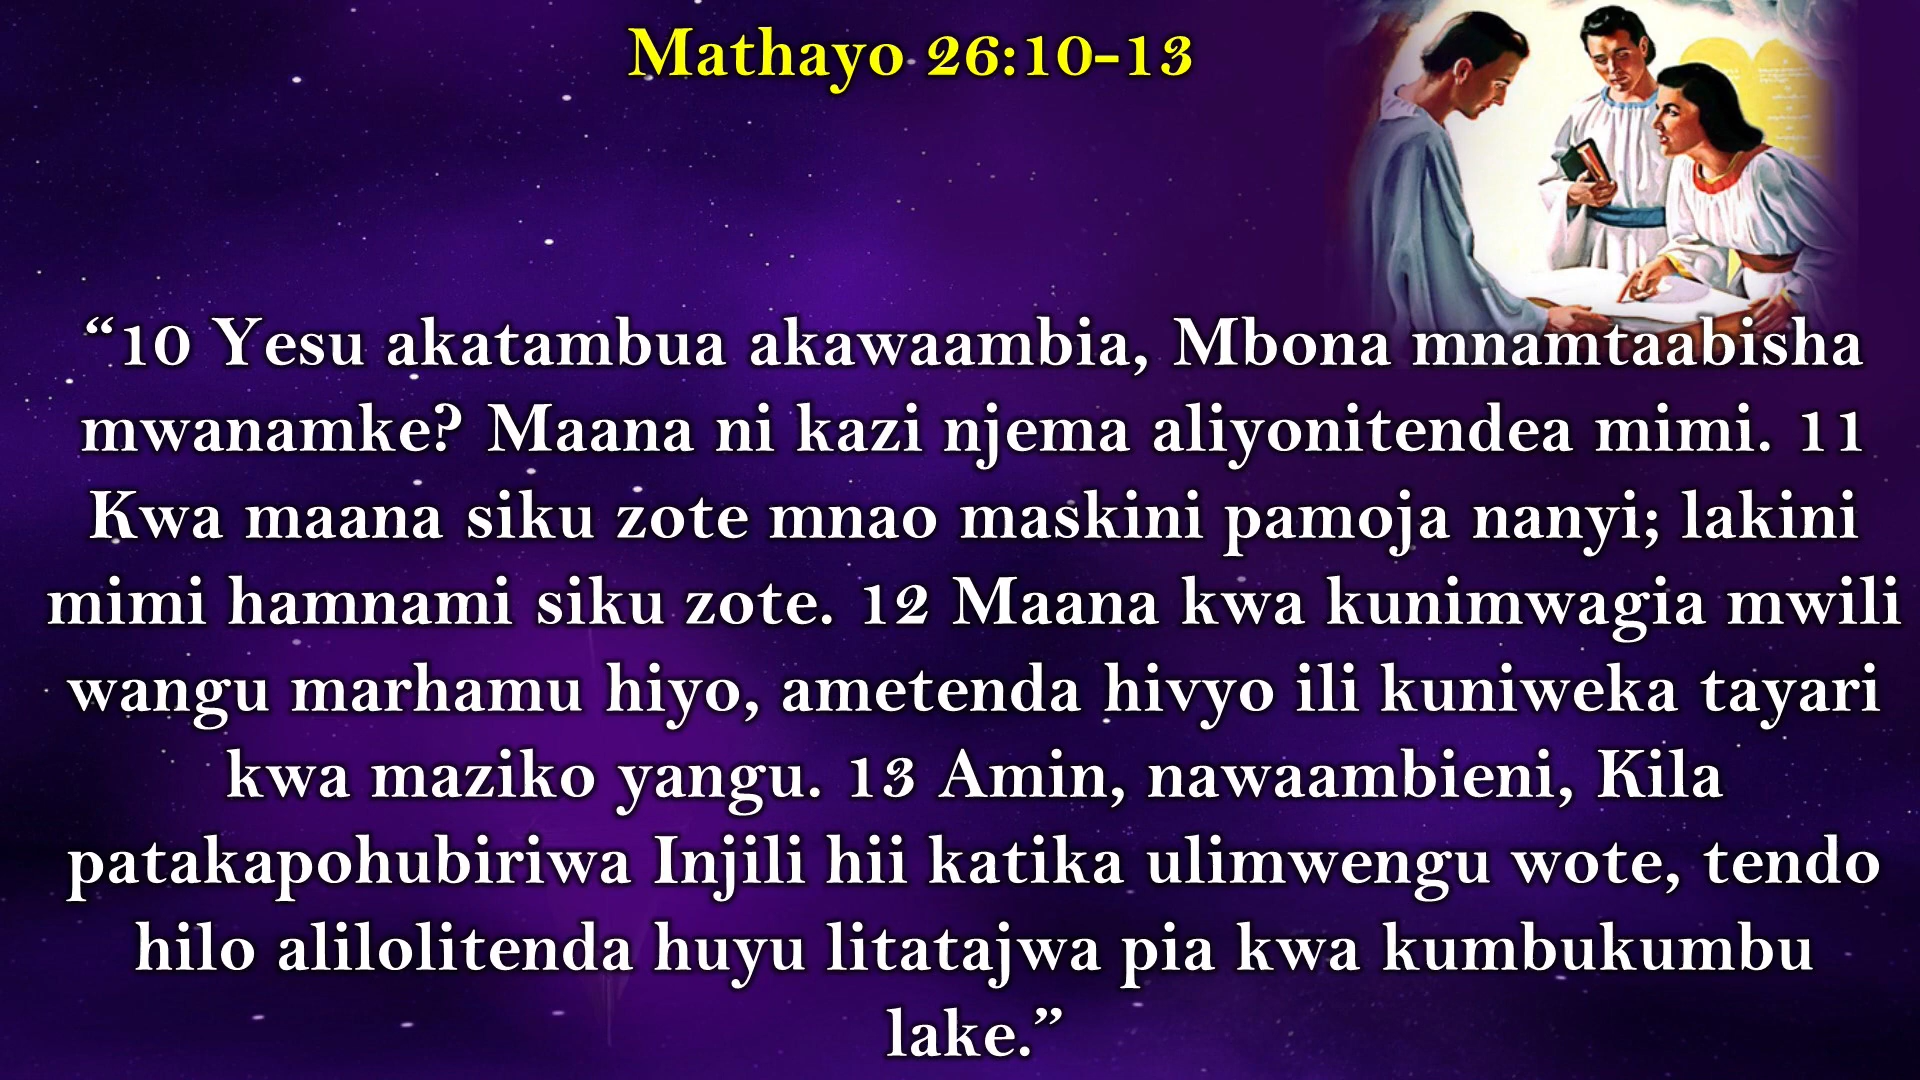 Mathayo 26:10-13
“10 Yesu akatambua akawaambia, Mbona mnamtaabisha
mwanamke? Maana ni kazi njema aliyonitendea mimi. 11
Kwa maana siku zote mnao maskini pamoja nanyi; lakini
mimi hamnami siku zote. 12 Maana kwa kunimwagia mwili
wangu marhamu hiyo, ametenda hivyo ili kuniweka tayari
kwa maziko yangu. 13 Amin, nawaambieni, Kila
patakapohubiriwa Injili hii katika ulimwengu wote, tendo
hilo alilolitenda huyu litatajwa pia kwa kumbukumbu
lake.”